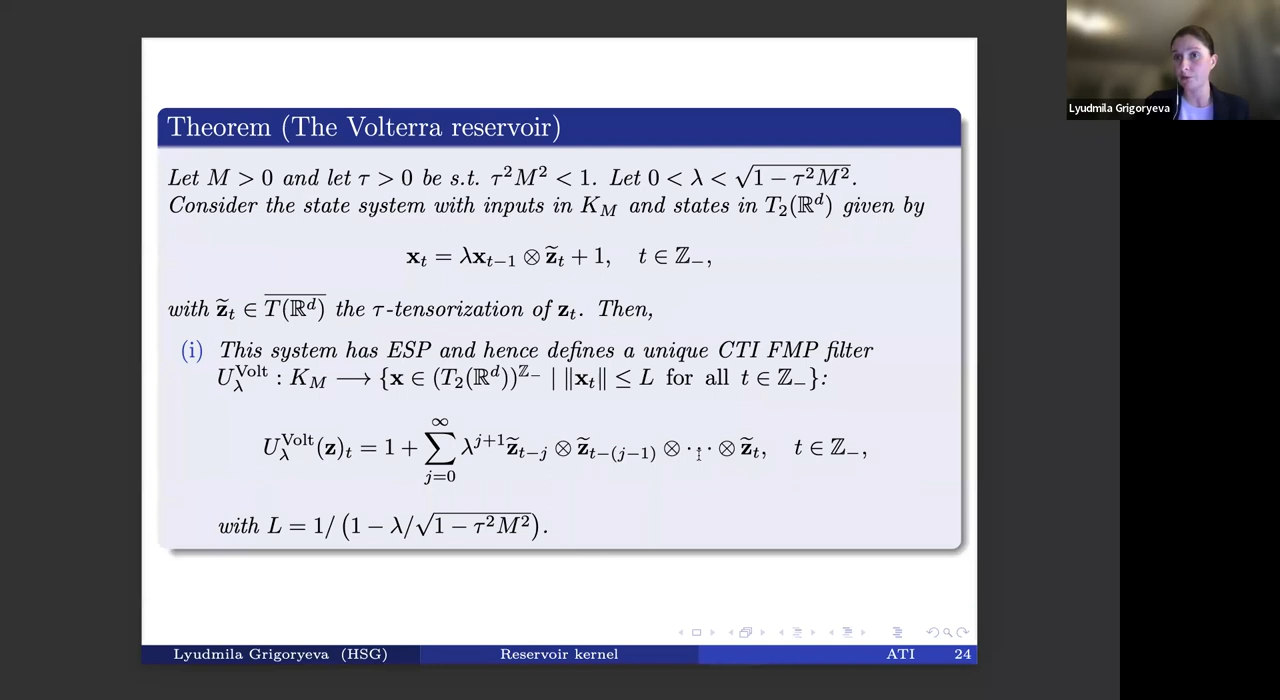 Lyudmila Grigoryeva
Theorem (The Volterra reservoir)
Let M > 0 and let τ > 0 be s.t. τ²M² < 1. Let 0 < λ < √(1 − τ²M²).
Consider the state system with inputs in K_M and states in T₂(ℝᵈ) given by
𝐱_t = λ𝐱_{t−1} ⊗ 𝐳̃_t + 1, t ∈ ℤ₋,
with 𝐳̃_t ∈ \overline{T(ℝᵈ)} the τ-tensorization of 𝐳_t. Then,
(i) This system has ESP and hence defines a unique CTI FMP filter
U_λ^{Volt} : K_M ⟶ {𝐱 ∈ (T₂(ℝᵈ))^{ℤ₋} | ‖𝐱_t‖ ≤ L for all t ∈ ℤ₋}:
U_λ^{Volt}(𝐳)_t = 1 + ∑_{j=0}^{∞} λ^{j+1} 𝐳̃_{t−j} ⊗ 𝐳̃_{t−(j−1)} ⊗ ··· ⊗ 𝐳̃_t, t ∈ ℤ₋,
with L = 1/(1 − λ/√(1 − τ²M²)).
Lyudmila Grigoryeva (HSG) Reservoir kernel ATI 24